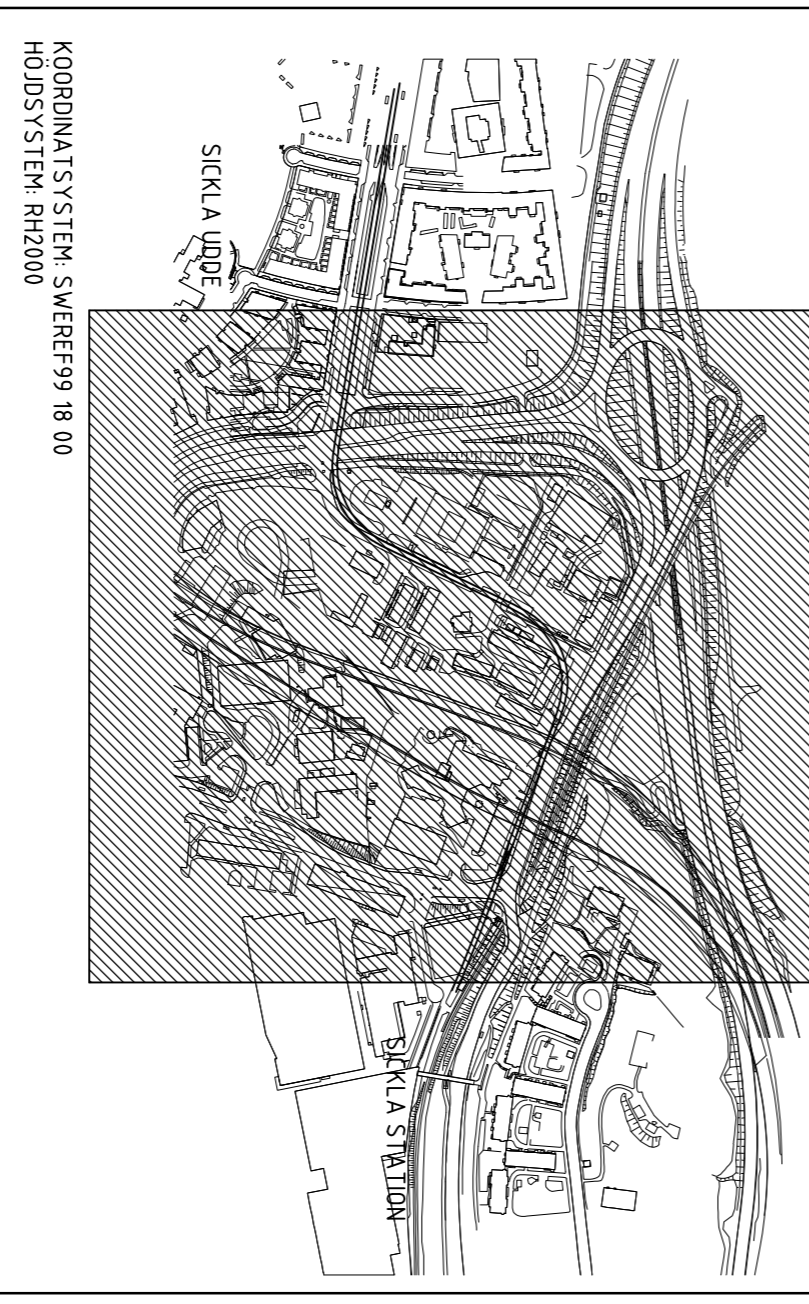 KOORDINATSYSTEM: SWEREF99 18 00
HÖJDSYSTEM: RH2000
SICKLA UDDE
SICKLA STATION